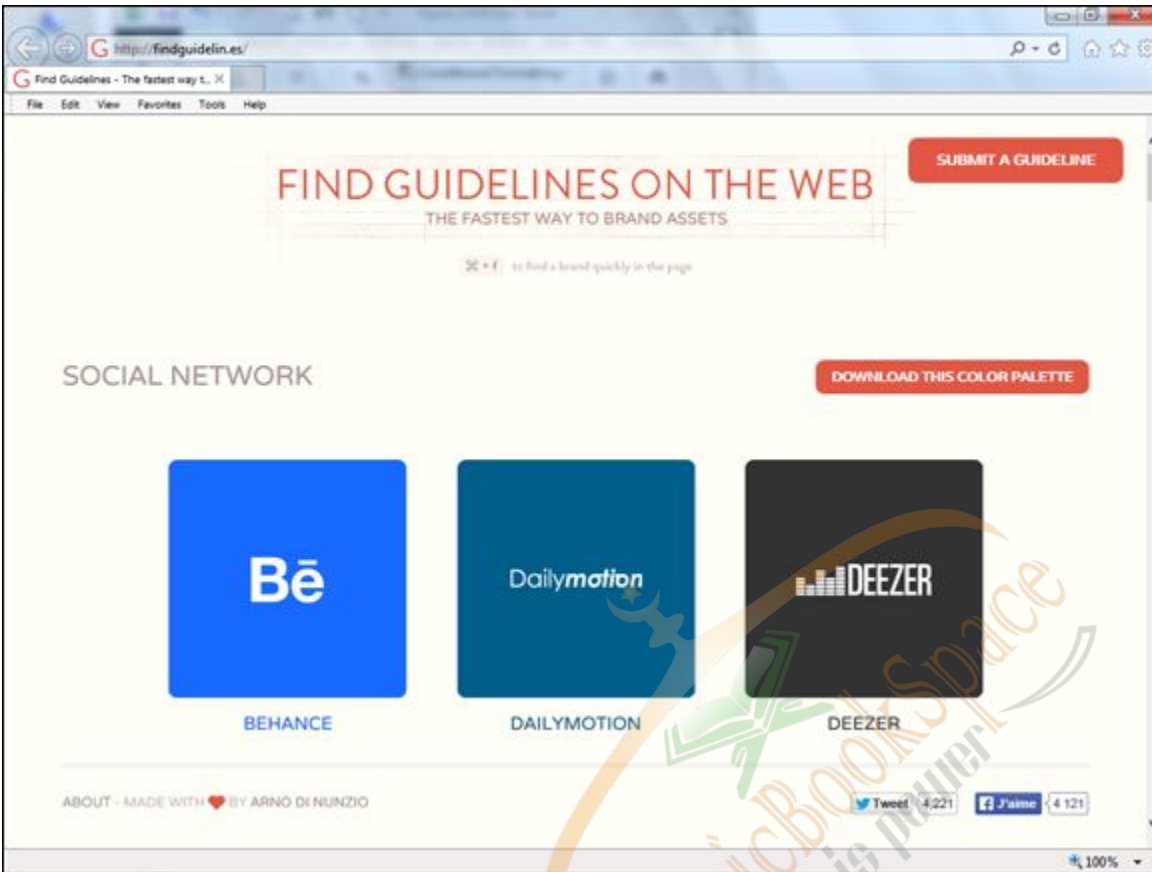 http://findguidelin.es/
Find Guidelines - The fastest way t...
File Edit View Favorites Tools Help
SUBMIT A GUIDELINE
FIND GUIDELINES ON THE WEB
THE FASTEST WAY TO BRAND ASSETS
⌘ + f to find a brand quickly in the page
SOCIAL NETWORK
DOWNLOAD THIS COLOR PALETTE
Bē
Dailymotion
DEEZER
BEHANCE
DAILYMOTION
DEEZER
ABOUT - MADE WITH ❤ BY ARNO DI NUNZIO
Tweet 4,221
J'aime 4 121
100%
BookSpace
is power